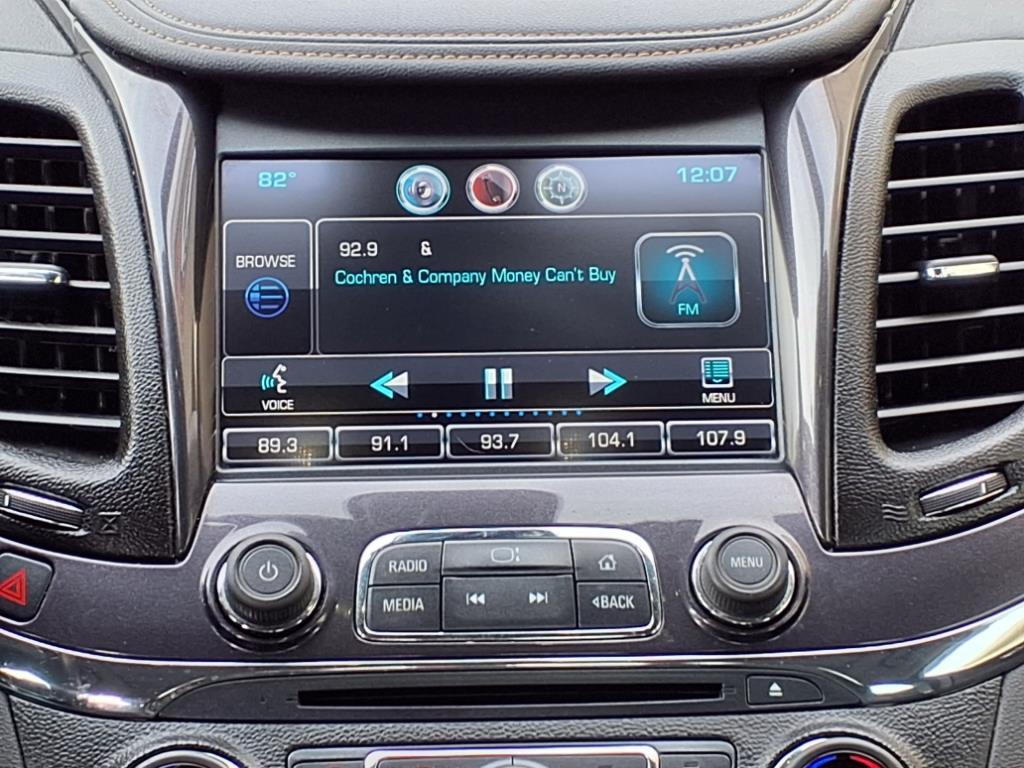 82° 12:07
N
BROWSE
92.9 &
Cochren & Company Money Can't Buy
FM
VOICE
MENU
89.3 91.1 93.7 104.1 107.9
RADIO
MEDIA
BACK
MENU